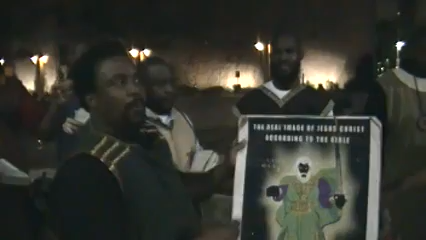 THE REAL IMAGE OF JESUS CHRIST
ACCORDING TO THE BIBLE